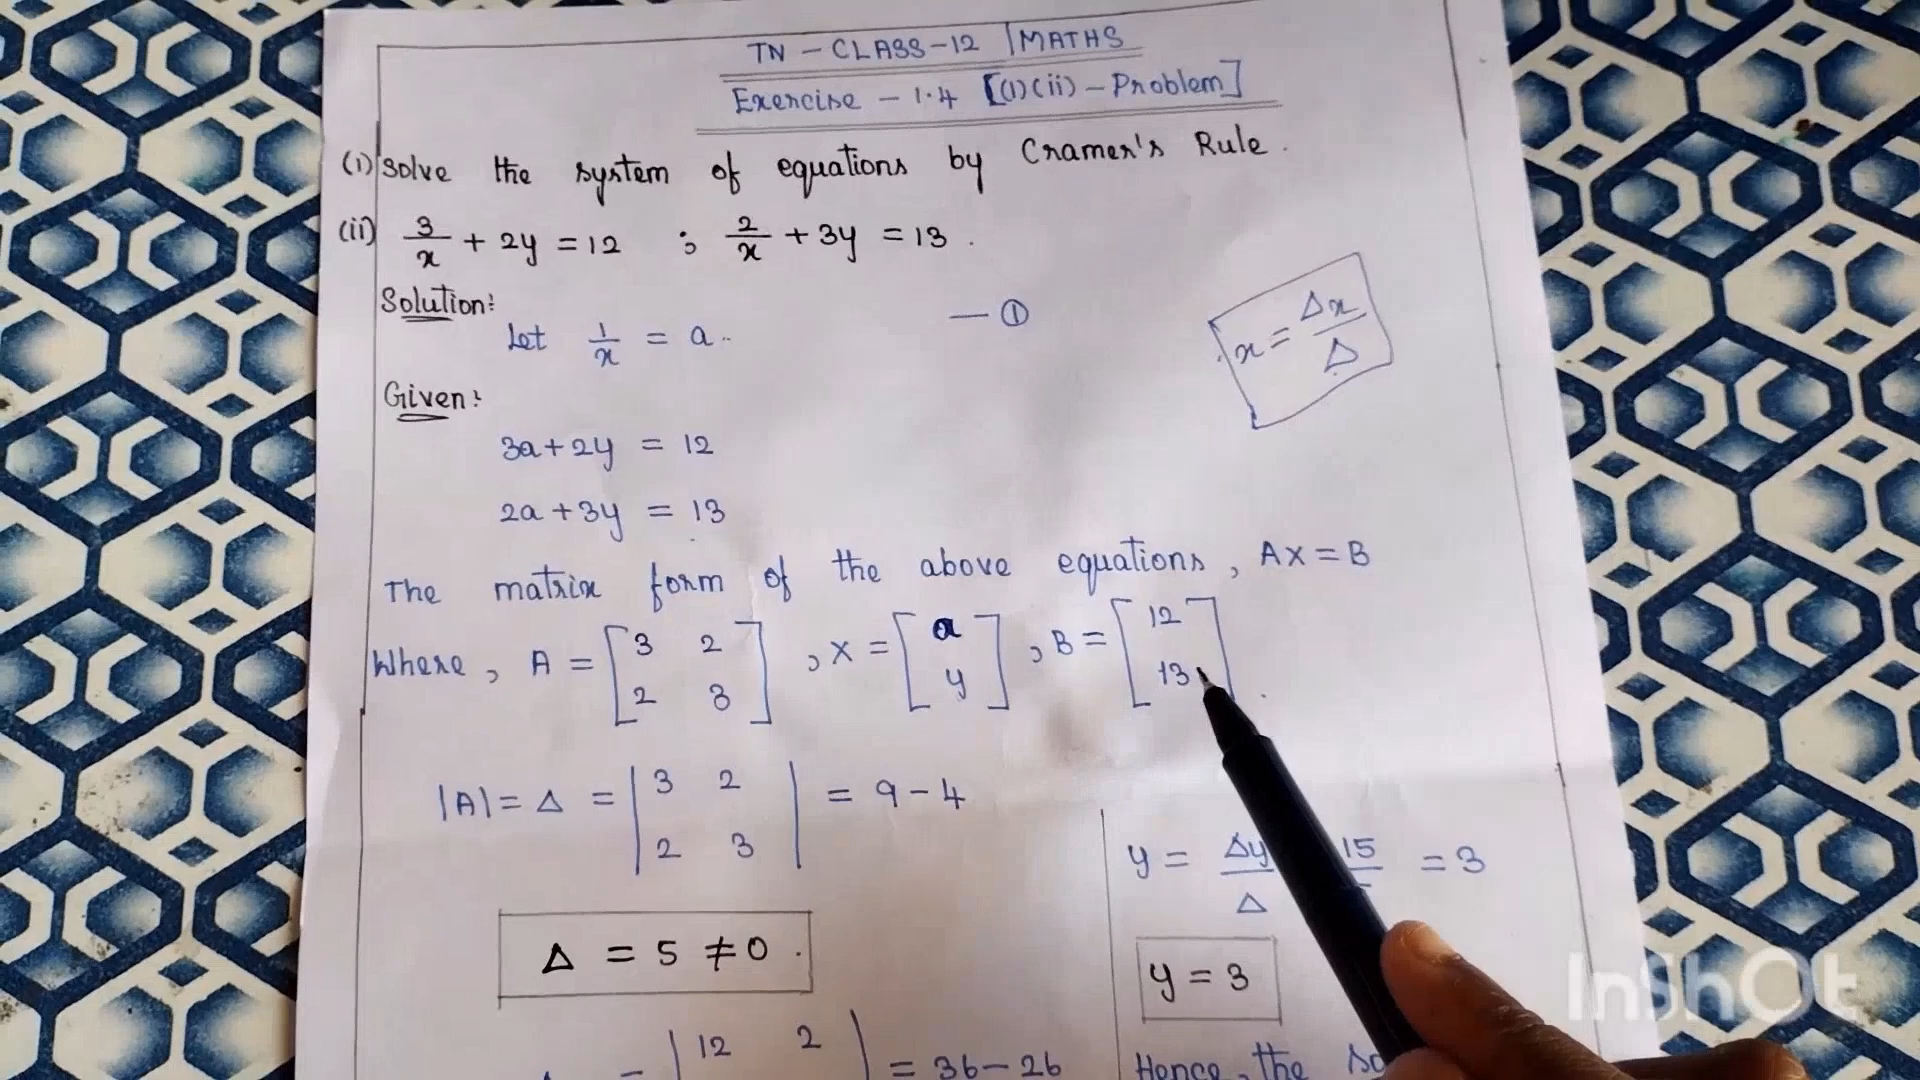 TN - CLASS-12 | MATHS
Exercise - 1.4 [(1)(ii) - Problem]
(1) Solve the system of equations by Cramer's Rule.
(ii) 3/x + 2y = 12 ; 2/x + 3y = 13.
Solution:
Let 1/x = a.. — ①
x = Δx/Δ
Given:
3a + 2y = 12
2a + 3y = 13
The matrix form of the above equations, AX = B
Where, A = [3 2
2 3], X = [a
y], B = [12
13].
|A| = Δ = |3 2
2 3| = 9 - 4
Δ = 5 ≠ 0.
12 2
= 36 - 26
y = Δy/Δ 15 = 3
y = 3
Hence, the
InShOt